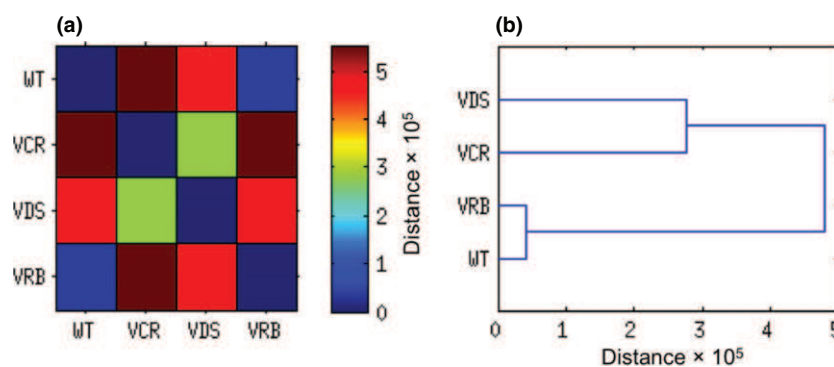 (a)
WT
VCR
VDS
VRB
WT VCR VDS VRB
5
4
3
2
1
0
Distance × 10⁵
(b)
VDS
VCR
VRB
WT
0 1 2 3 4 5
Distance × 10⁵